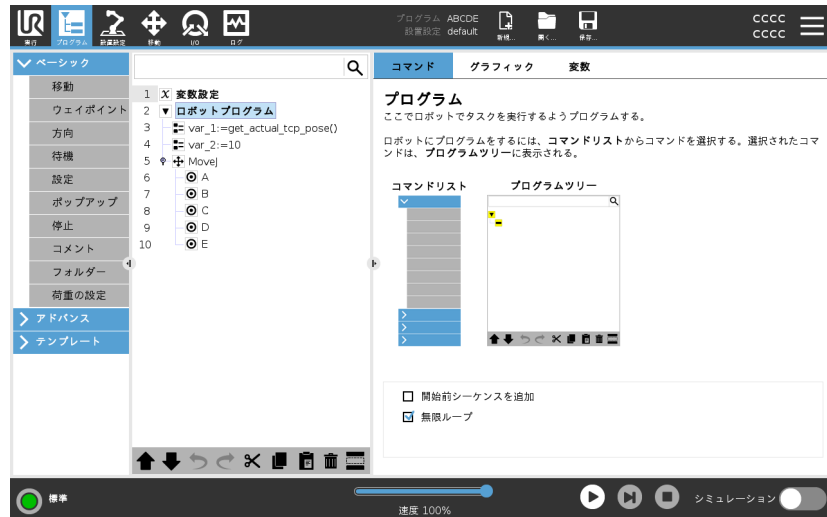 UR
実行
プログラム
設置設定
移動
I/O
ログ
プログラム ABCDE
設置設定 default
新規...
開く...
保存...
CCCC
CCCC
ベーシック
移動
ウェイポイント
方向
待機
設定
ポップアップ
停止
コメント
フォルダー
荷重の設定
アドバンス
テンプレート
1 X 変数設定
2 ロボットプログラム
3 var_1:=get_actual_tcp_pose()
4 var_2:=10
5 MoveJ
6 A
7 B
8 C
9 D
10 E
コマンド グラフィック 変数
プログラム
ここでロボットでタスクを実行するようプログラムする。
ロボットにプログラムをするには、コマンドリストからコマンドを選択する。選択されたコマ
ンドは、プログラムツリーに表示される。
コマンドリスト プログラムツリー
開始前シーケンスを追加
無限ループ
標準
速度 100%
シミュレーション